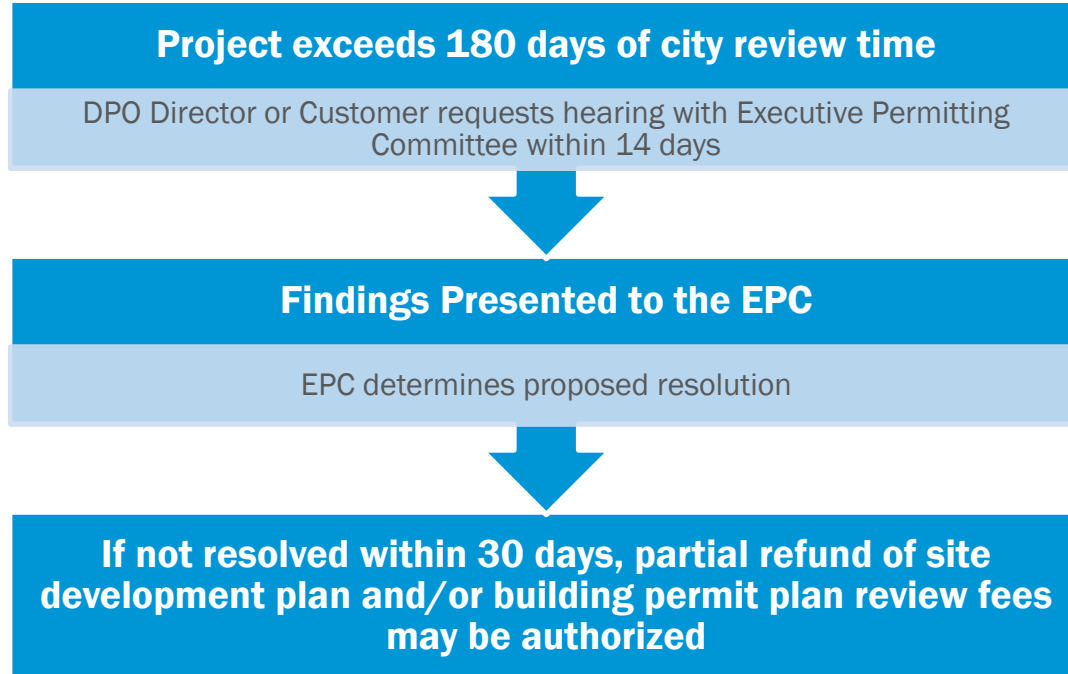 Project exceeds 180 days of city review time
DPO Director or Customer requests hearing with Executive Permitting
Committee within 14 days
Findings Presented to the EPC
EPC determines proposed resolution
If not resolved within 30 days, partial refund of site
development plan and/or building permit plan review fees
may be authorized